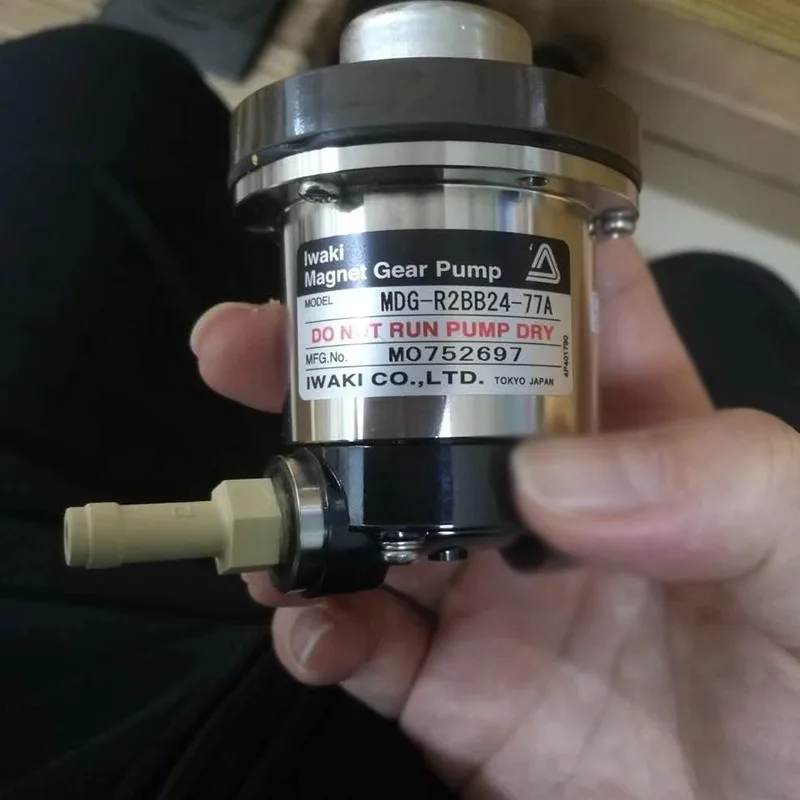 Iwaki
Magnet Gear Pump
MODEL MDG-R2BB24-77A
DO NOT RUN PUMP DRY
MFG.No. MO752697
IWAKI CO.,LTD. TOKYO JAPAN